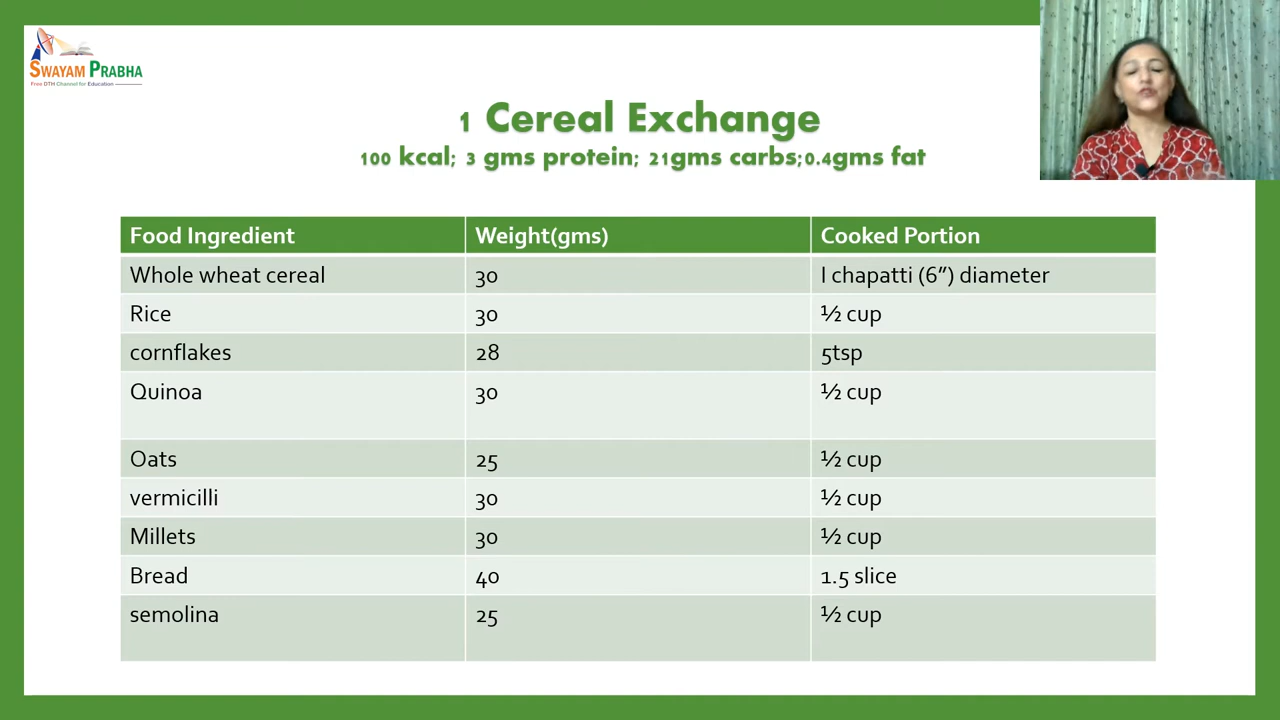 SWAYAM PRABHA
Free DTH Channel for Education
1 Cereal Exchange
100 kcal; 3 gms protein; 21gms carbs;0.4gms fat
Food Ingredient Weight(gms) Cooked Portion
Whole wheat cereal 30 I chapatti (6”) diameter
Rice 30 ½ cup
cornflakes 28 5tsp
Quinoa 30 ½ cup
Oats 25 ½ cup
vermicilli 30 ½ cup
Millets 30 ½ cup
Bread 40 1.5 slice
semolina 25 ½ cup